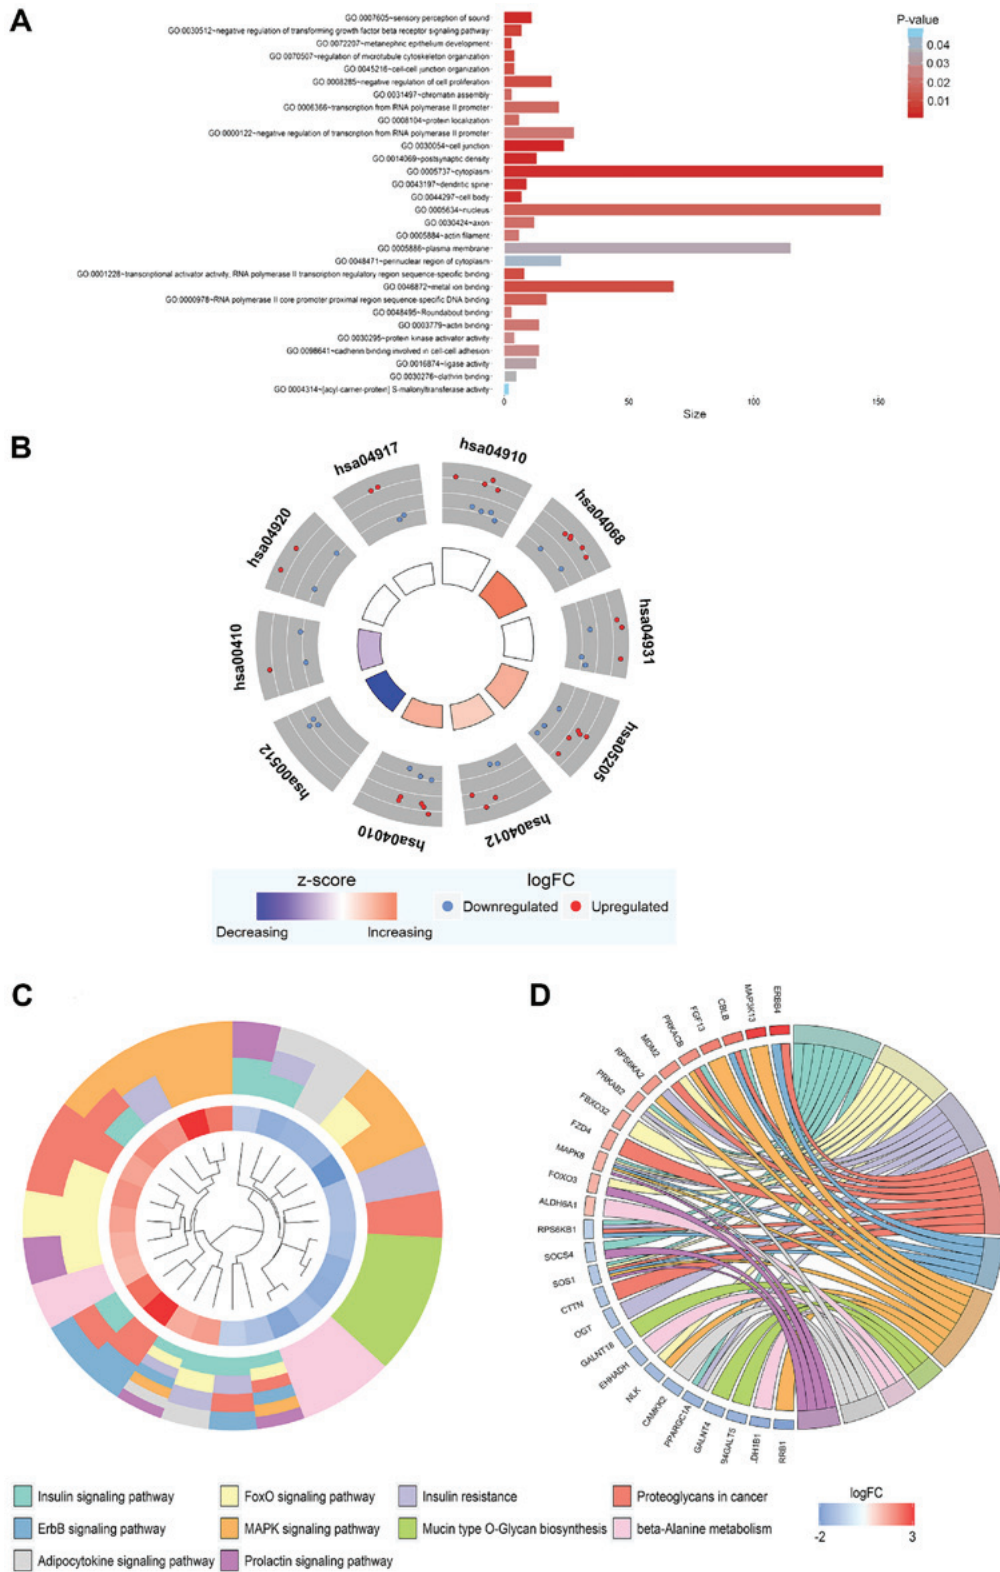 A
GO:0007605~sensory perception of sound
GO:0030512~negative regulation of transforming growth factor beta receptor signaling pathway
GO:0072207~metanephric epithelium development
GO:0070507~regulation of microtubule cytoskeleton organization
GO:0045216~cell-cell junction organization
GO:0008285~negative regulation of cell proliferation
GO:0031497~chromatin assembly
GO:0006366~transcription from RNA polymerase II promoter
GO:0008104~protein localization
GO:0000122~negative regulation of transcription from RNA polymerase II promoter
GO:0030054~cell junction
GO:0014069~postsynaptic density
GO:0005737~cytoplasm
GO:0043197~dendritic spine
GO:0044297~cell body
GO:0005634~nucleus
GO:0030424~axon
GO:0005884~actin filament
GO:0005886~plasma membrane
GO:0048471~perinuclear region of cytoplasm
GO:0001228~transcriptional activator activity, RNA polymerase II transcription regulatory region sequence-specific binding
GO:0046872~metal ion binding
GO:0000978~RNA polymerase II core promoter proximal region sequence-specific DNA binding
GO:0048495~Roundabout binding
GO:0003779~actin binding
GO:0030295~protein kinase activator activity
GO:0098641~cadherin binding involved in cell-cell adhesion
GO:0016874~ligase activity
GO:0030276~clathrin binding
GO:0004314~[acyl-carrier-protein] S-malonyltransferase activity
0 50 100 150
Size
P-value
0.04
0.03
0.02
0.01
B
hsa04917
hsa04910
hsa04068
hsa04931
hsa05205
hsa04012
hsa04010
hsa00512
hsa00410
hsa04920
z-score
Decreasing Increasing
logFC
Downregulated Upregulated
C
D
ERBB4
MAP3K13
CBLB
FGF13
PRKACB
MDM2
RPS6KA2
PRKAB2
FBXO32
FZD4
MAPK8
FOXO3
ALDH6A1
RPS6KB1
SOCS4
SOS1
CTTN
OGT
GALNT18
EHHADH
NLK
CAMKK2
PPARGC1A
GALNT4
B4GALT5
.DH1B1
RRB1
Insulin signaling pathway FoxO signaling pathway Insulin resistance Proteoglycans in cancer
ErbB signaling pathway MAPK signaling pathway Mucin type O-Glycan biosynthesis beta-Alanine metabolism
Adipocytokine signaling pathway Prolactin signaling pathway
logFC
-2 3